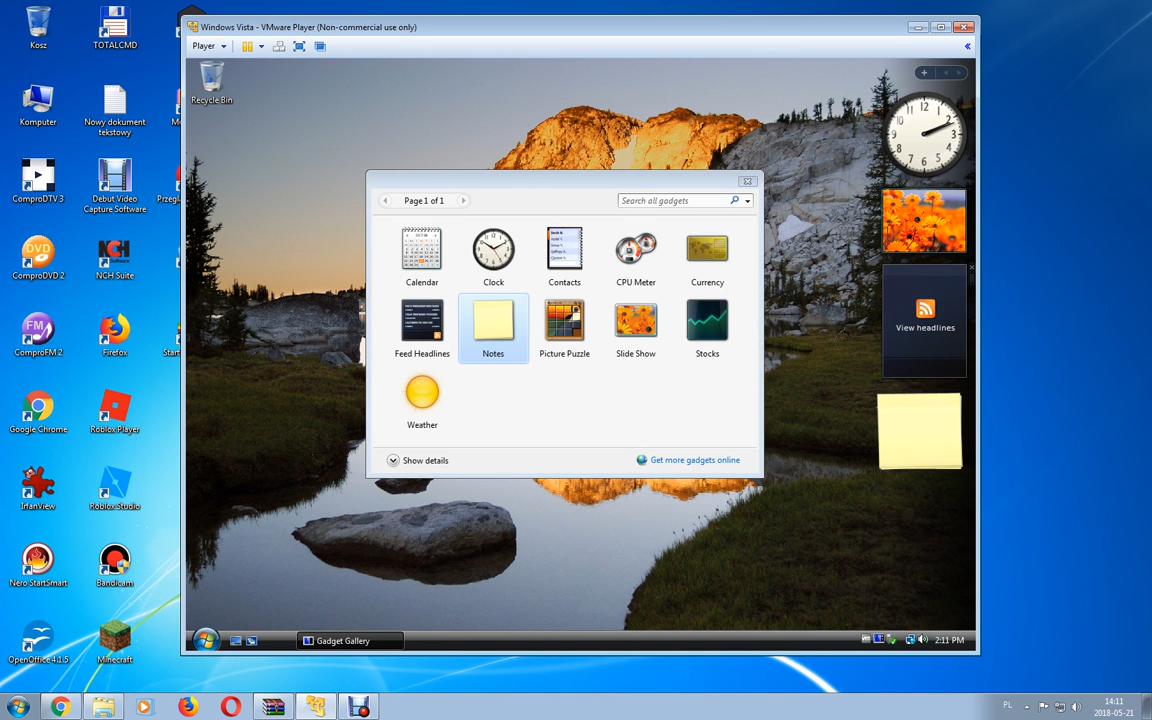 Windows Vista - VMware Player (Non-commercial use only)
Player
Kosz
TOTALCMD
Komputer
Nowy dokument
tekstowy
ComproDTV 3
Debut Video
Capture Software
ComproDVD 2
NCH Suite
ComproFM 2
Firefox
Google Chrome
Roblox Player
IrfanView
Roblox Studio
Nero StartSmart
Bandicam
OpenOffice 4.1.5
Minecraft
Recycle Bin
Page 1 of 1
Search all gadgets
Calendar
Clock
Contacts
CPU Meter
Currency
Feed Headlines
Notes
Picture Puzzle
Slide Show
Stocks
Weather
Show details
Get more gadgets online
View headlines
Gadget Gallery
2:11 PM
PL
14:11
2018-05-21